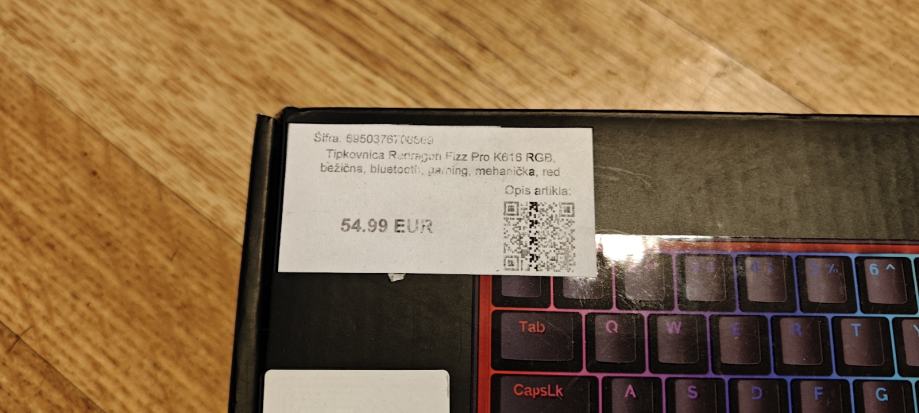 Šifra: 6950376706569
Tipkovnica Redragon Fizz Pro K616 RGB,
bežična, bluetooth, gaming, mehanička, red
Opis artikla:
54.99 EUR
6 ^
Tab Q W E R T
CapsLk A S D F G